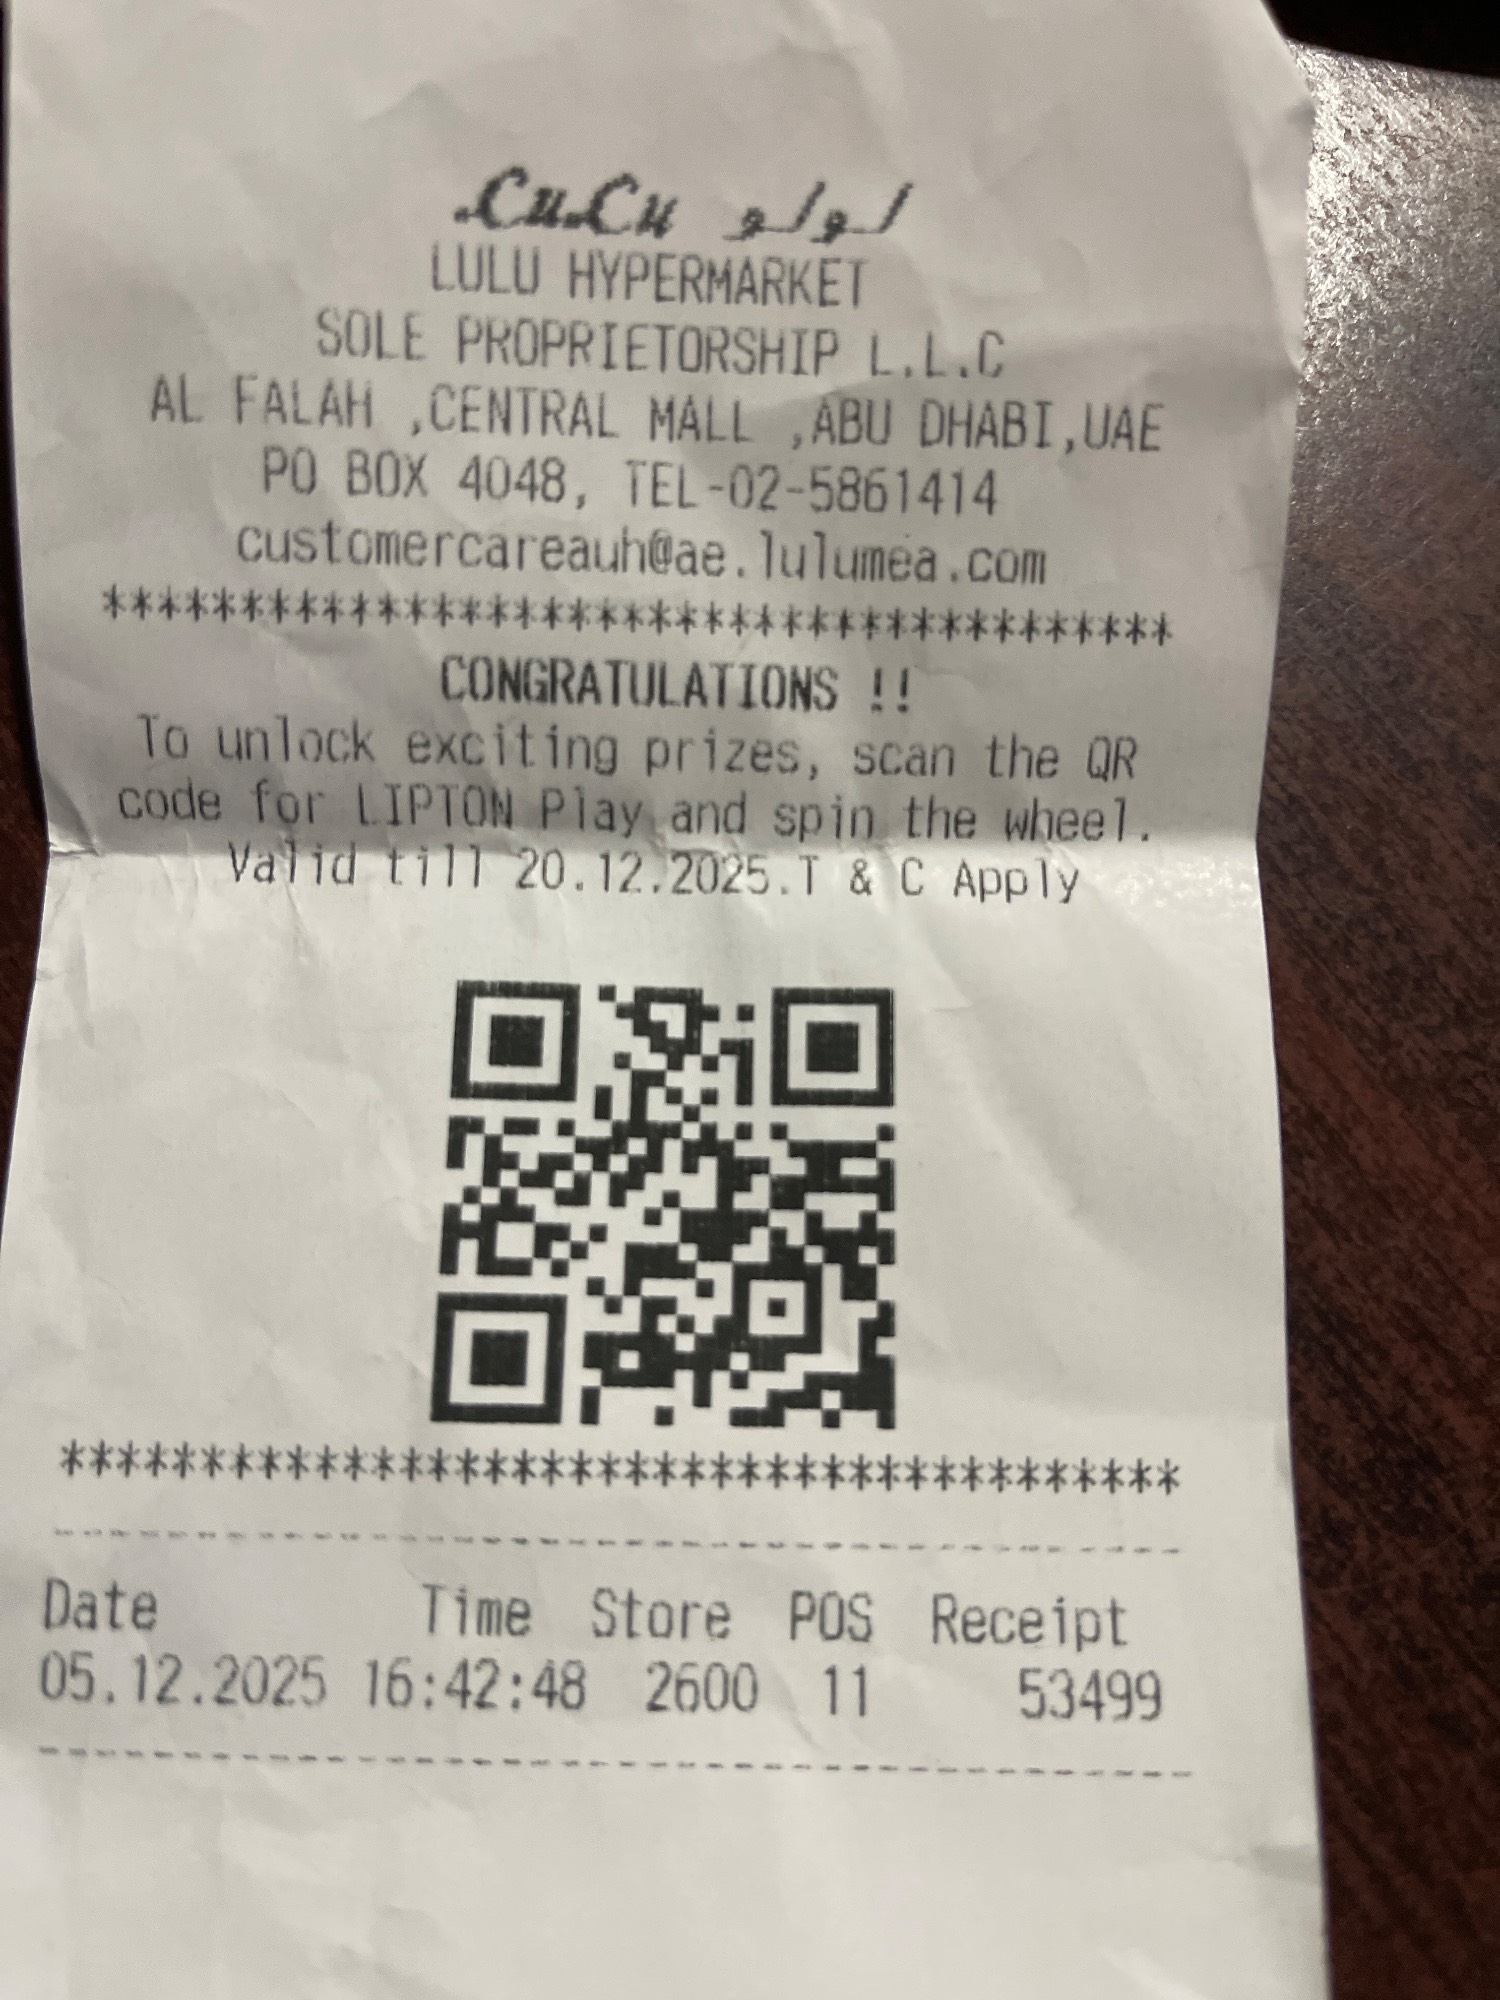 LuLu لولو
LULU HYPERMARKET
SOLE PROPRIETORSHIP L.L.C
AL FALAH ,CENTRAL MALL ,ABU DHABI,UAE
PO BOX 4048, TEL-02-5861414
customercareauh@ae.lulumea.com
****************************************
CONGRATULATIONS !!
To unlock exciting prizes, scan the QR
code for LIPTON Play and spin the wheel.
Valid till 20.12.2025.T & C Apply
****************************************
----------------------------------------
Date Time Store POS Receipt
05.12.2025 16:42:48 2600 11 53499
----------------------------------------